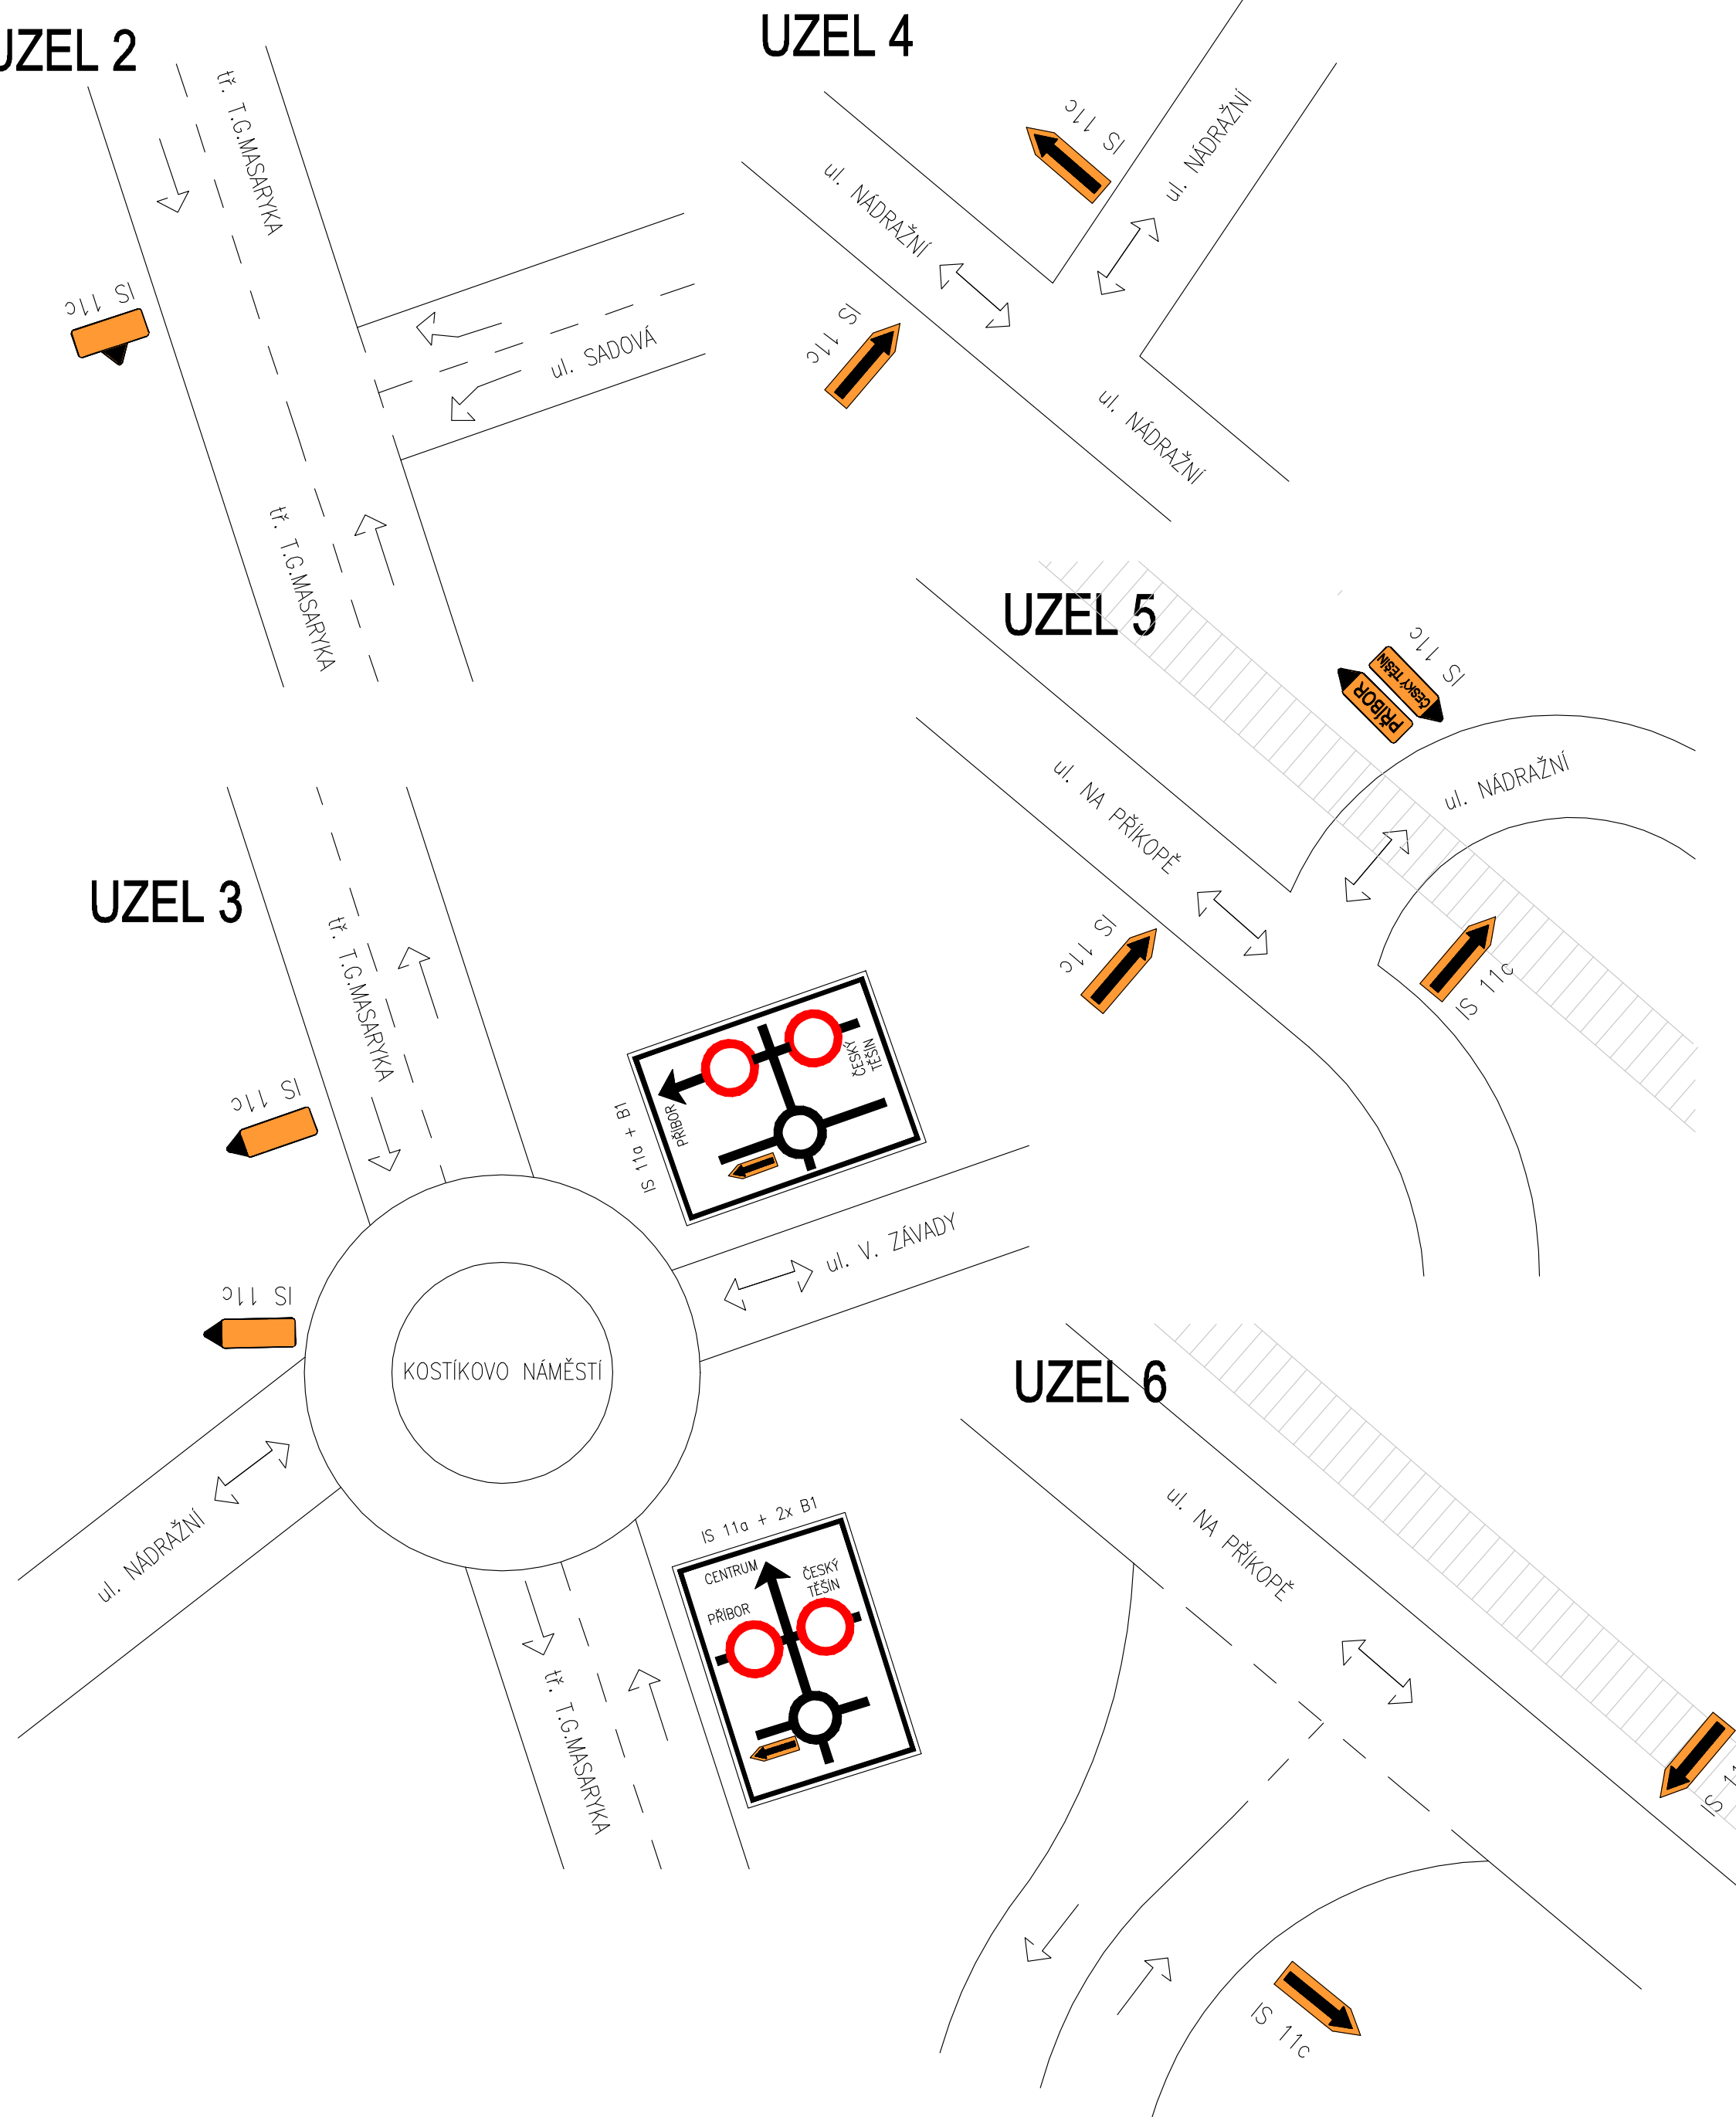 UZEL 2
tř. T.G.MASARYKA
IS 11c
ul. SADOVÁ
tř. T.G.MASARYKA
UZEL 4
IS 11c
ul. NÁDRAŽNÍ
ul. NÁDRAŽNÍ
IS 11c
ul. NÁDRAŽNÍ
UZEL 5
IS 11c
ČESKÝ TĚŠÍN
PŘÍBOR
ul. NÁDRAŽNÍ
ul. NA PŘÍKOPĚ
IS 11c
IS 11c
UZEL 3
tř. T.G.MASARYKA
IS 11c
IS 11c
KOSTÍKOVO NÁMĚSTÍ
IS 11a + B1
PŘÍBOR
ČESKÝ
TĚŠÍN
ul. V. ZÁVADY
ul. NÁDRAŽNÍ
tř. T.G.MASARYKA
IS 11a + 2x B1
CENTRUM
ČESKÝ
TĚŠÍN
PŘÍBOR
UZEL 6
ul. NA PŘÍKOPĚ
IS 11
IS 11c